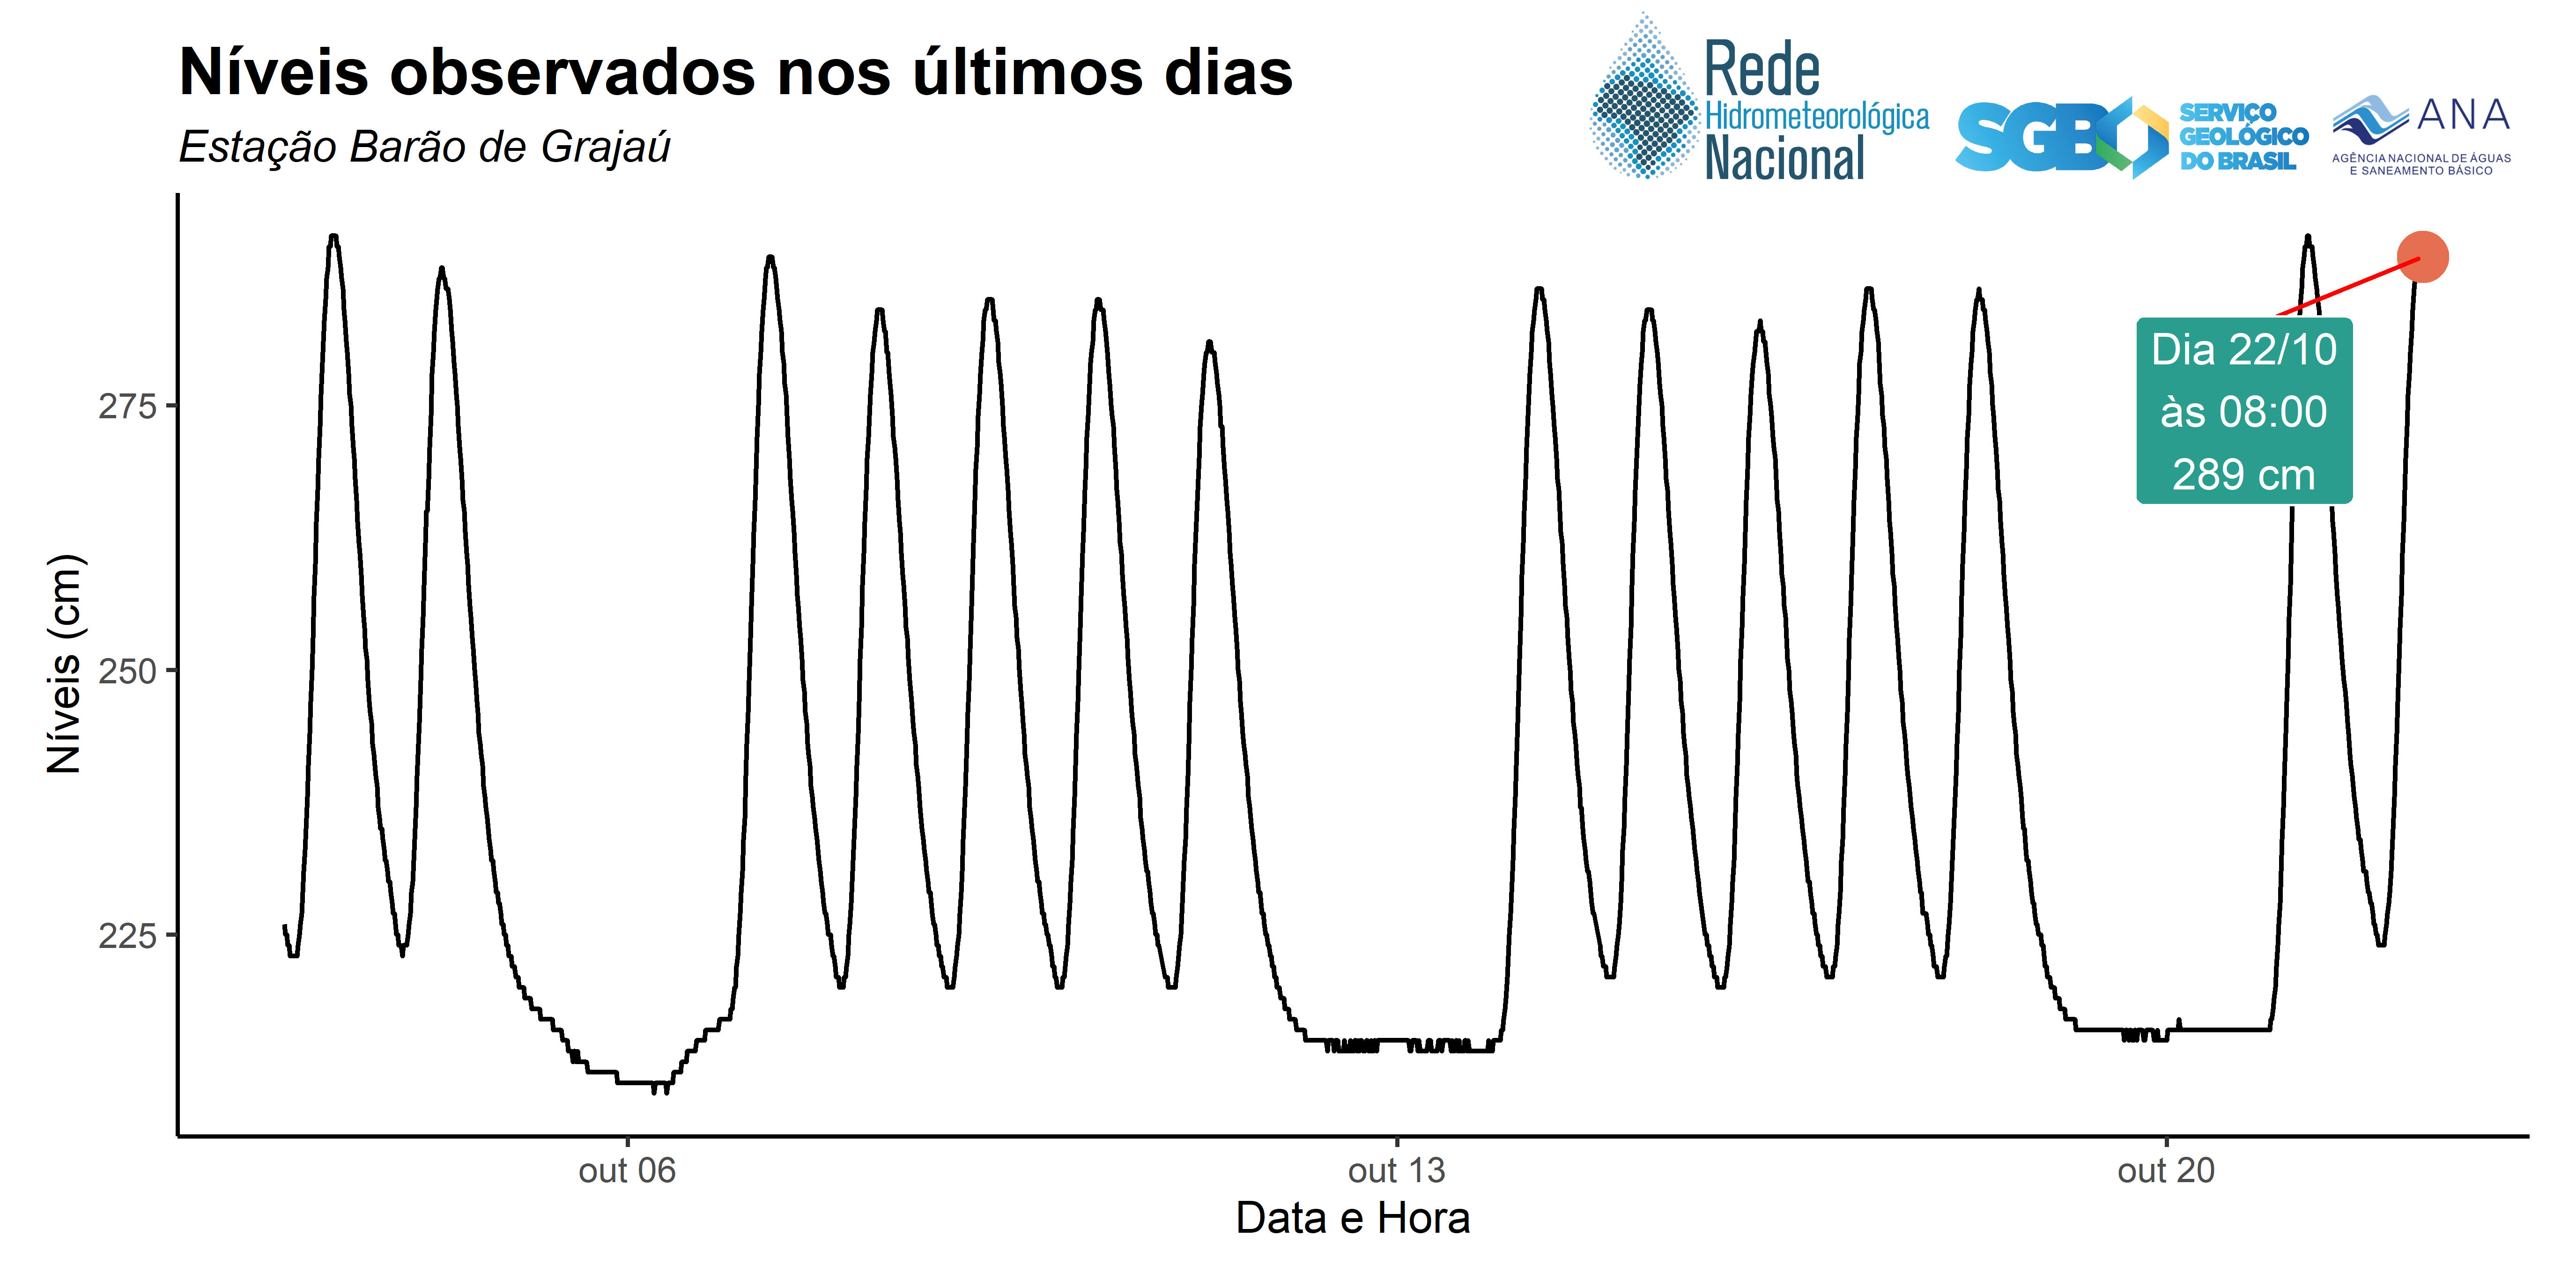 Níveis observados nos últimos dias
Estação Barão de Grajaú
Rede
Hidrometeorológica
Nacional
SGB
SERVIÇO
GEOLÓGICO
DO BRASIL
ANA
AGÊNCIA NACIONAL DE ÁGUAS
E SANEAMENTO BÁSICO
Níveis (cm)
275
250
225
Dia 22/10
às 08:00
289 cm
out 06
out 13
out 20
Data e Hora